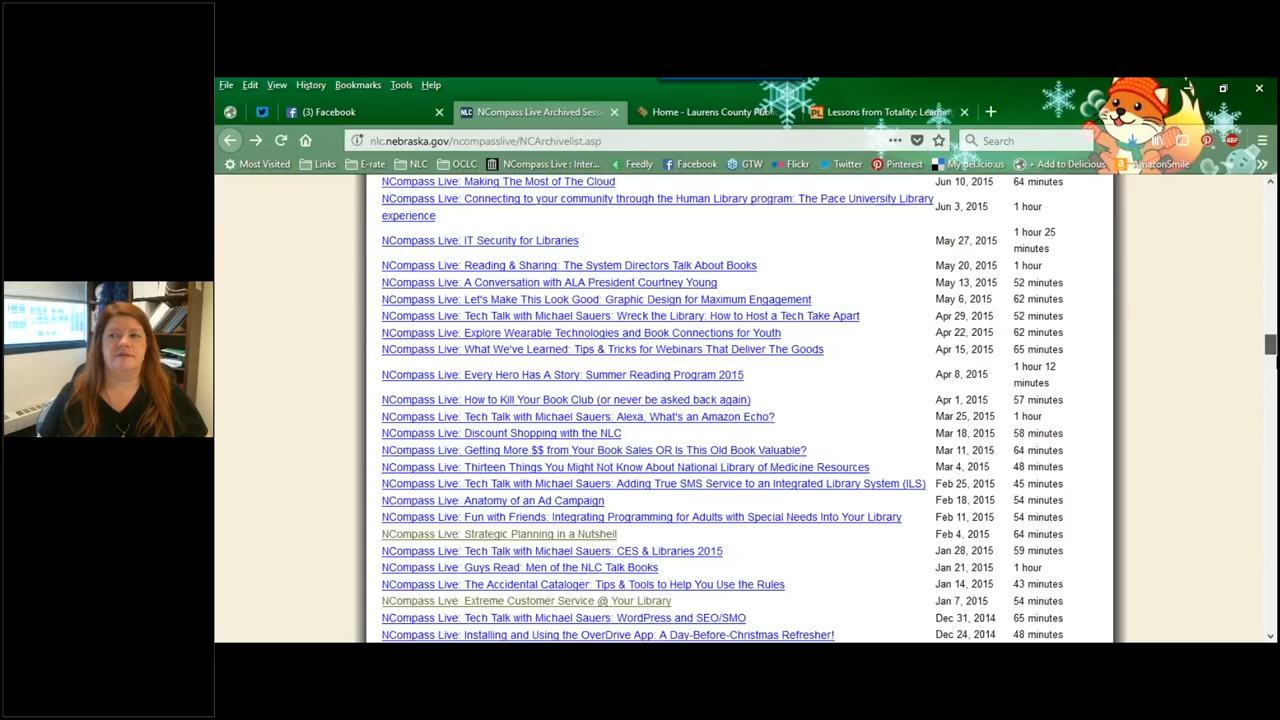 File Edit View History Bookmarks Tools Help
(3) Facebook NCompass Live Archived Sess Home - Laurens County Pub Lessons from Totality: Learn
nlc.nebraska.gov/ncompasslive/NCArchivelist.asp Search
Most Visited Links E-rate NLC OCLC NCompass Live : Inter... Feedly Facebook GTW Flickr Twitter Pinterest My del.icio.us + Add to Delicious AmazonSmile
NCompass Live: Making The Most of The Cloud Jun 10, 2015 64 minutes
NCompass Live: Connecting to your community through the Human Library program: The Pace University Library
experience Jun 3, 2015 1 hour
NCompass Live: IT Security for Libraries May 27, 2015 1 hour 25
minutes
NCompass Live: Reading & Sharing: The System Directors Talk About Books May 20, 2015 1 hour
NCompass Live: A Conversation with ALA President Courtney Young May 13, 2015 52 minutes
NCompass Live: Let's Make This Look Good: Graphic Design for Maximum Engagement May 6, 2015 62 minutes
NCompass Live: Tech Talk with Michael Sauers: Wreck the Library: How to Host a Tech Take Apart Apr 29, 2015 52 minutes
NCompass Live: Explore Wearable Technologies and Book Connections for Youth Apr 22, 2015 62 minutes
NCompass Live: What We've Learned: Tips & Tricks for Webinars That Deliver The Goods Apr 15, 2015 65 minutes
NCompass Live: Every Hero Has A Story: Summer Reading Program 2015 Apr 8, 2015 1 hour 12
minutes
NCompass Live: How to Kill Your Book Club (or never be asked back again) Apr 1, 2015 57 minutes
NCompass Live: Tech Talk with Michael Sauers: Alexa, What's an Amazon Echo? Mar 25, 2015 1 hour
NCompass Live: Discount Shopping with the NLC Mar 18, 2015 58 minutes
NCompass Live: Getting More $$ from Your Book Sales OR Is This Old Book Valuable? Mar 11, 2015 64 minutes
NCompass Live: Thirteen Things You Might Not Know About National Library of Medicine Resources Mar 4, 2015 48 minutes
NCompass Live: Tech Talk with Michael Sauers: Adding True SMS Service to an Integrated Library System (ILS) Feb 25, 2015 45 minutes
NCompass Live: Anatomy of an Ad Campaign Feb 18, 2015 54 minutes
NCompass Live: Fun with Friends: Integrating Programming for Adults with Special Needs Into Your Library Feb 11, 2015 54 minutes
NCompass Live: Strategic Planning in a Nutshell Feb 4, 2015 64 minutes
NCompass Live: Tech Talk with Michael Sauers: CES & Libraries 2015 Jan 28, 2015 59 minutes
NCompass Live: Guys Read: Men of the NLC Talk Books Jan 21, 2015 1 hour
NCompass Live: The Accidental Cataloger: Tips & Tools to Help You Use the Rules Jan 14, 2015 43 minutes
NCompass Live: Extreme Customer Service @ Your Library Jan 7, 2015 54 minutes
NCompass Live: Tech Talk with Michael Sauers: WordPress and SEO/SMO Dec 31, 2014 65 minutes
NCompass Live: Installing and Using the OverDrive App: A Day-Before-Christmas Refresher! Dec 24, 2014 48 minutes